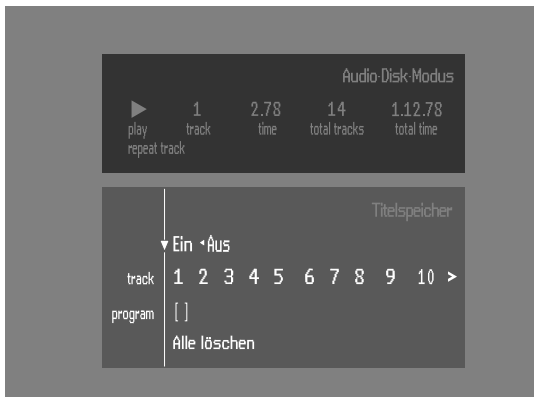 Audio-Disk-Modus
1 2.78 14 1.12.78
play track time total tracks total time
repeat track
Titelspeicher
Ein Aus
track 1 2 3 4 5 6 7 8 9 10 >
program [ ]
Alle löschen